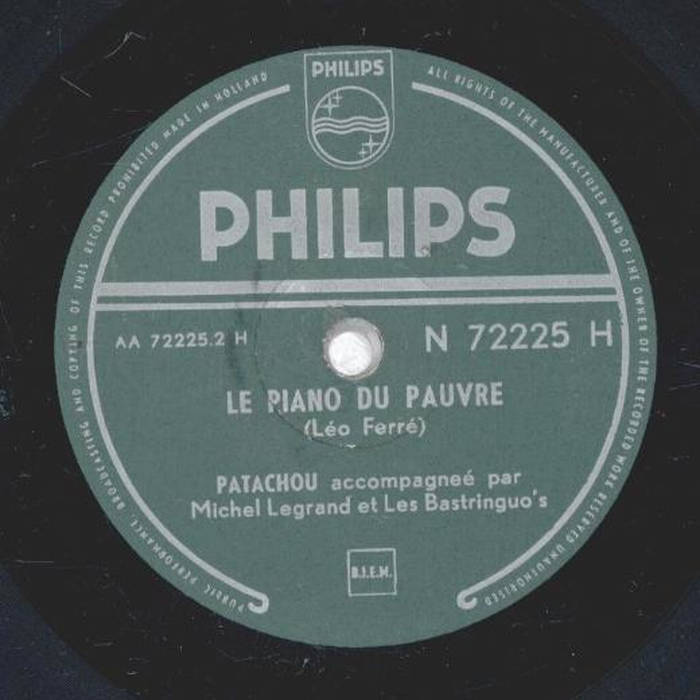 PHILIPS
PHILIPS
AA 72225.2 H
N 72225 H
LE PIANO DU PAUVRE
(Léo Ferré)
PATACHOU accompagneé par
Michel Legrand et Les Bastringuo's
B.I.E.M.
ALL RIGHTS OF THE MANUFACTURER AND OF THE OWNER OF THE RECORDED WORK RESERVED UNAUTHORISED
PUBLIC PERFORMANCE, BROADCASTING AND COPYING OF THIS RECORD PROHIBITED MADE IN HOLLAND